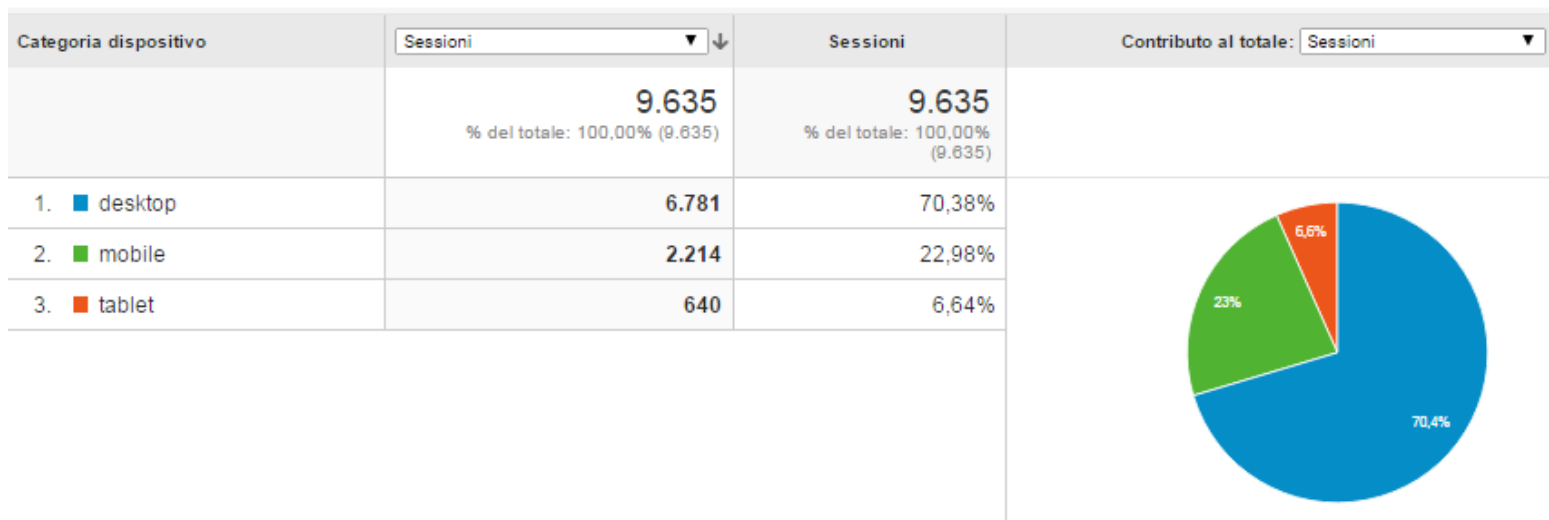 Categoria dispositivo
Sessioni
Sessioni
Contributo al totale: Sessioni
9.635
% del totale: 100,00% (9.635)
9.635
% del totale: 100,00%
(9.635)
1. desktop 6.781 70,38%
2. mobile 2.214 22,98%
3. tablet 640 6,64%
6,6%
23%
70,4%